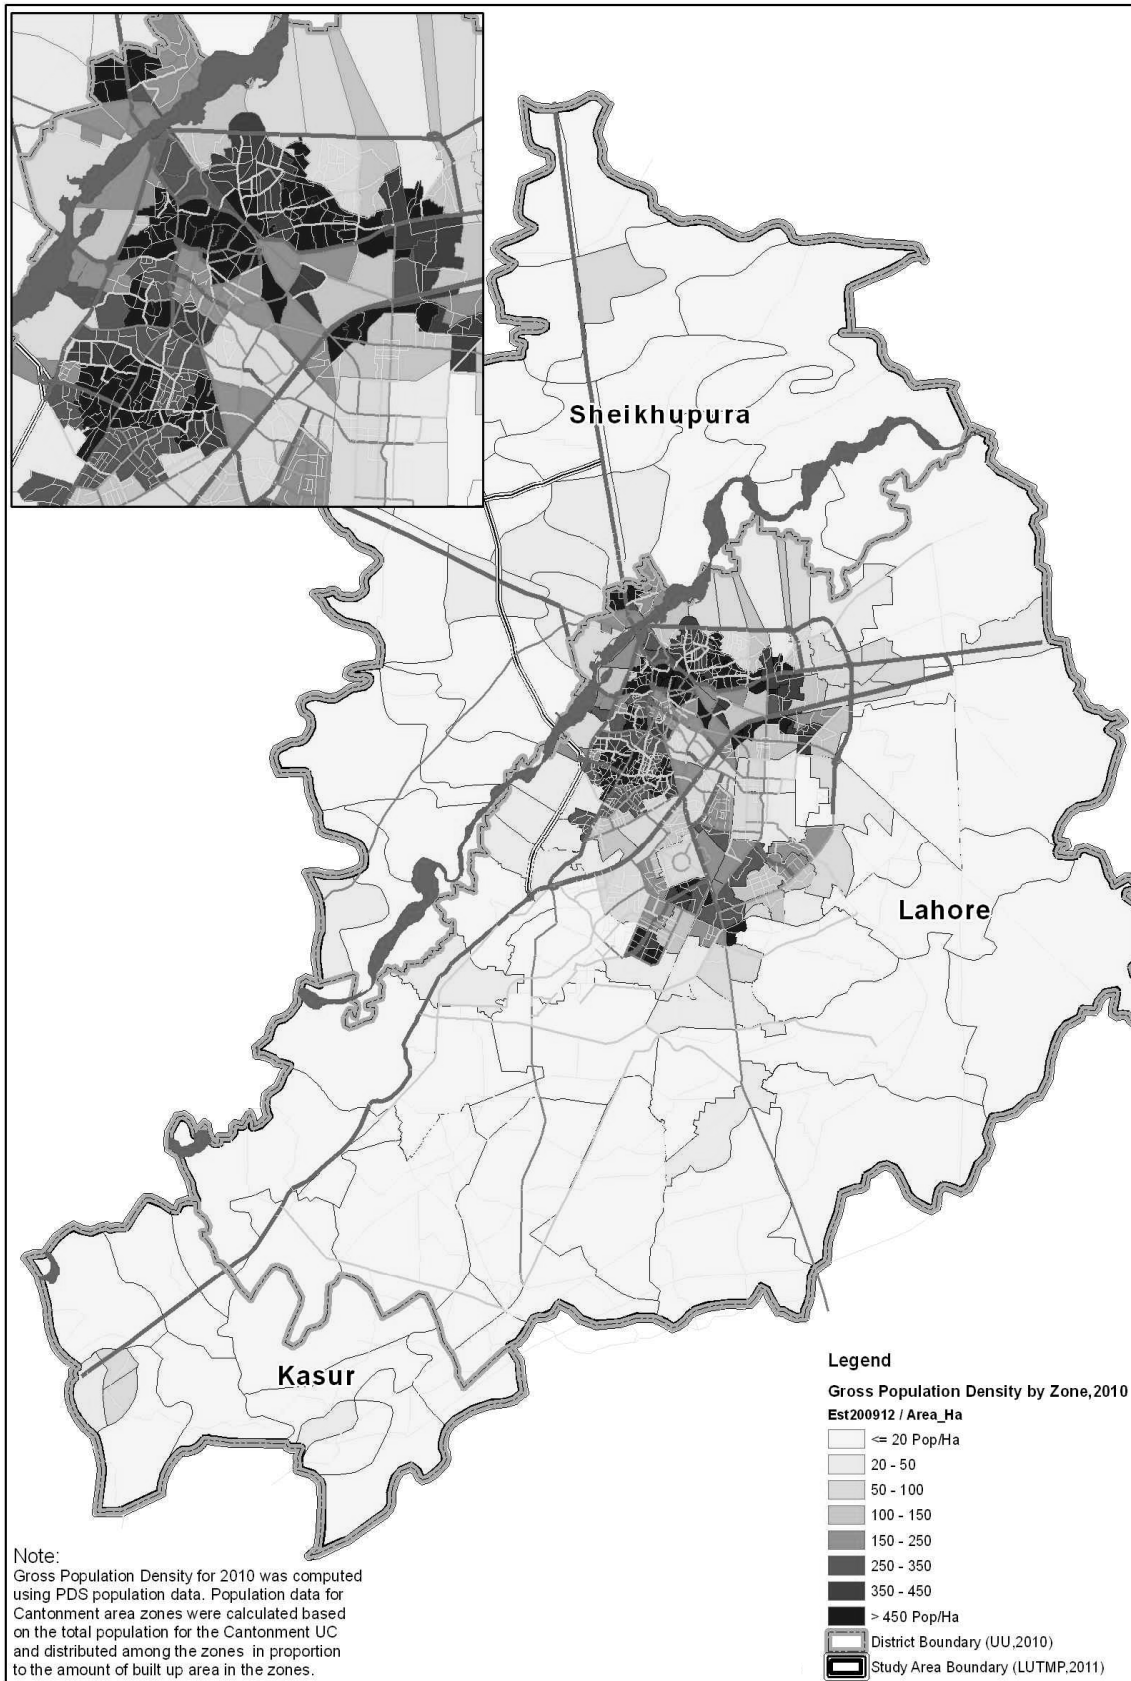 Sheikhupura
Lahore
Kasur
Legend
Gross Population Density by Zone,2010
Est200912 / Area_Ha
<= 20 Pop/Ha
20 - 50
50 - 100
100 - 150
150 - 250
250 - 350
350 - 450
> 450 Pop/Ha
District Boundary (UU,2010)
Study Area Boundary (LUTMP,2011)
Note:
Gross Population Density for 2010 was computed
using PDS population data. Population data for
Cantonment area zones were calculated based
on the total population for the Cantonment UC
and distributed among the zones in proportion
to the amount of built up area in the zones.